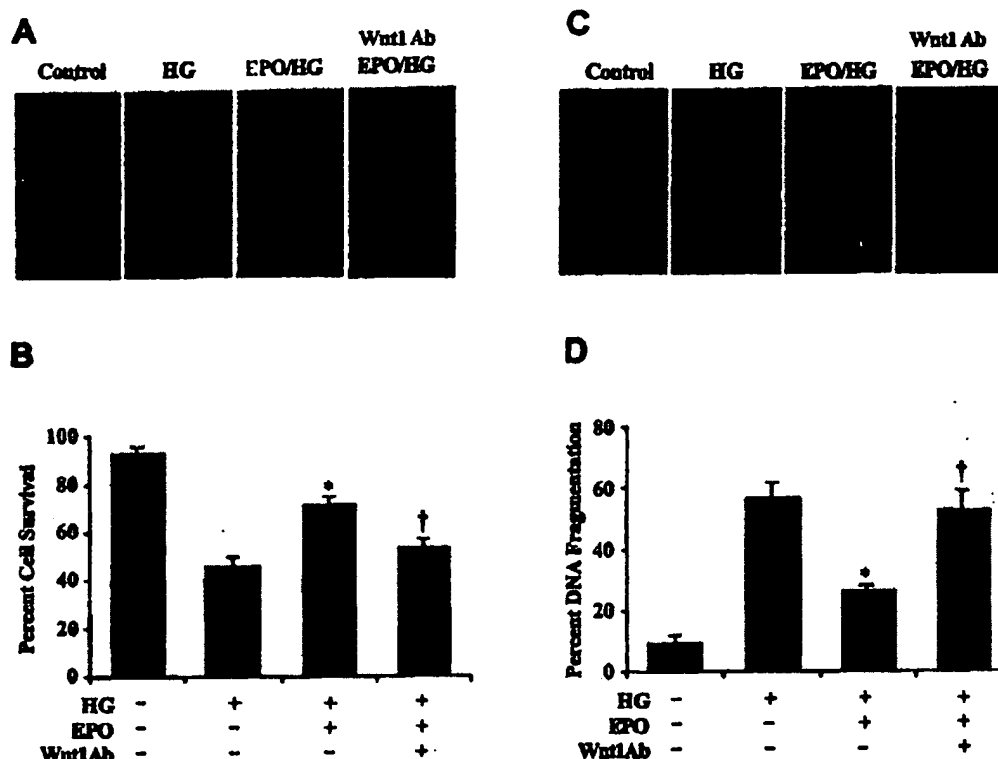 A
Control HG EPO/HG Wnt1 Ab EPO/HG
C
Control HG EPO/HG Wnt1 Ab EPO/HG
B
Percent Cell Survival
100
80
60
40
20
0
*
†
HG - + + +
EPO - - + +
Wnt1Ab - - - +
D
Percent DNA Fragmentation
80
60
40
20
0
*
†
HG - + + +
EPO - - + +
Wnt1Ab - - - +